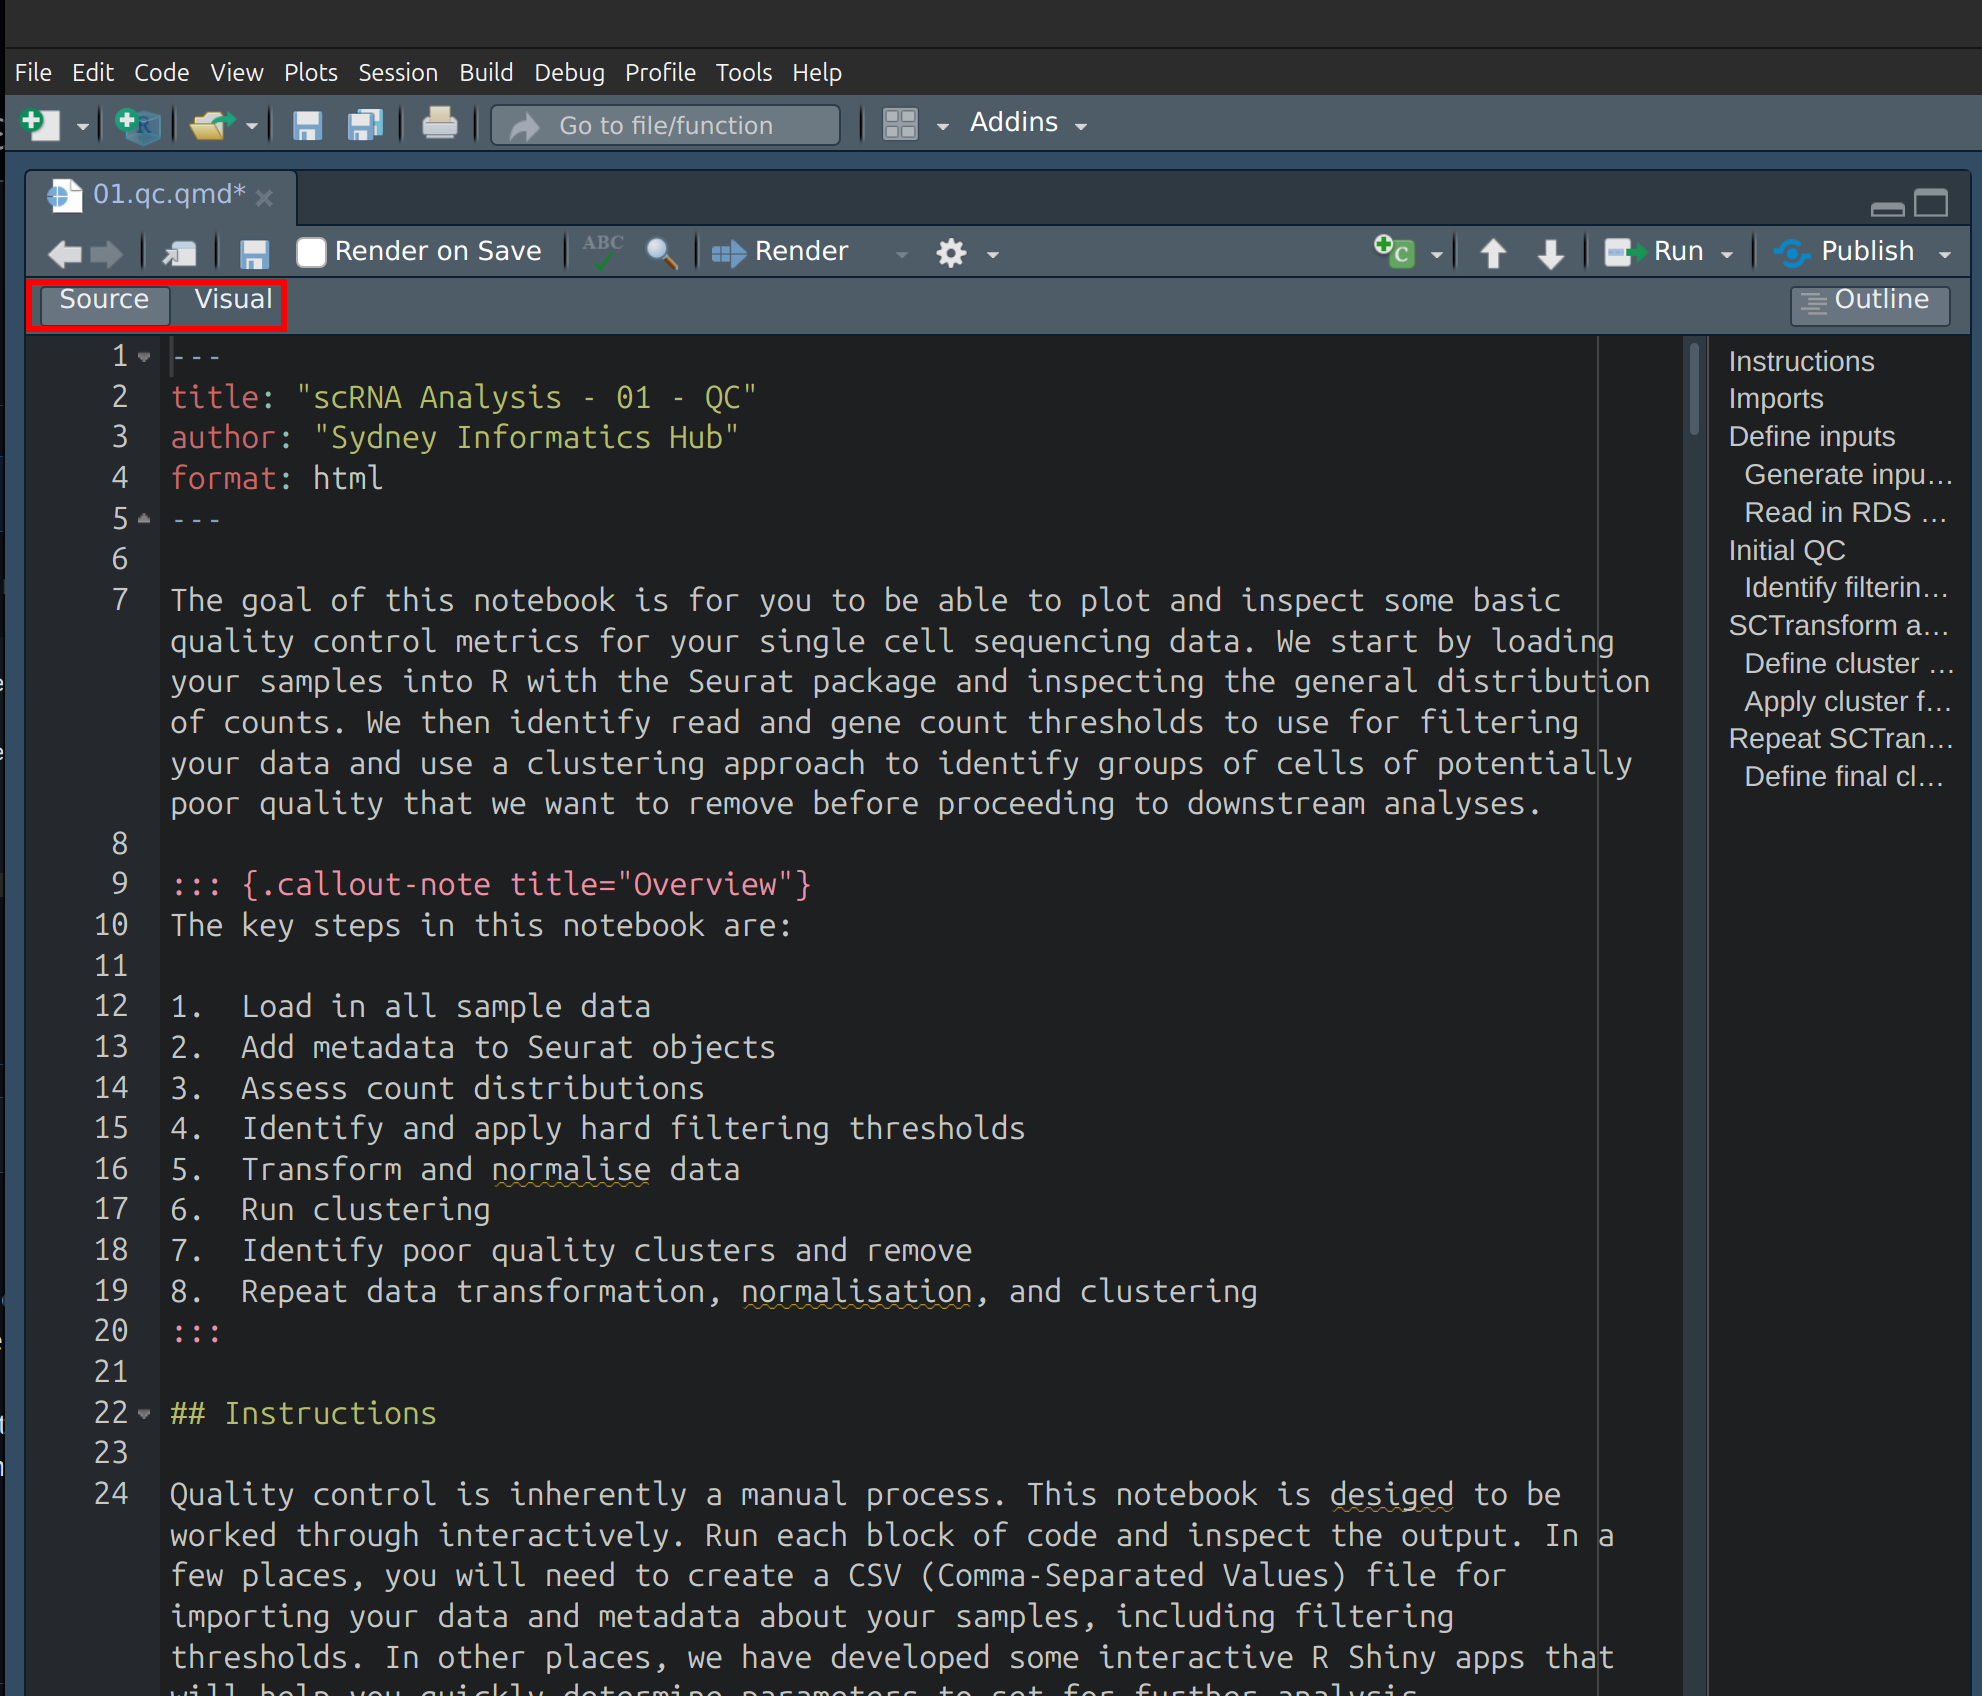 File Edit Code View Plots Session Build Debug Profile Tools Help
Go to file/function Addins
01.qc.qmd*
Render on Save ABC Render C Run Publish
Source Visual Outline
1 ---
2 title: "scRNA Analysis - 01 - QC"
3 author: "Sydney Informatics Hub"
4 format: html
5 ---
6
7 The goal of this notebook is for you to be able to plot and inspect some basic
quality control metrics for your single cell sequencing data. We start by loading
your samples into R with the Seurat package and inspecting the general distribution
of counts. We then identify read and gene count thresholds to use for filtering
your data and use a clustering approach to identify groups of cells of potentially
poor quality that we want to remove before proceeding to downstream analyses.
8
9 ::: {.callout-note title="Overview"}
10 The key steps in this notebook are:
11
12 1. Load in all sample data
13 2. Add metadata to Seurat objects
14 3. Assess count distributions
15 4. Identify and apply hard filtering thresholds
16 5. Transform and normalise data
17 6. Run clustering
18 7. Identify poor quality clusters and remove
19 8. Repeat data transformation, normalisation, and clustering
20 :::
21
22 ## Instructions
23
24 Quality control is inherently a manual process. This notebook is desiged to be
worked through interactively. Run each block of code and inspect the output. In a
few places, you will need to create a CSV (Comma-Separated Values) file for
importing your data and metadata about your samples, including filtering
thresholds. In other places, we have developed some interactive R Shiny apps that
will help you quickly determine parameters to set for further analysis.
Instructions
Imports
Define inputs
Generate inpu...
Read in RDS ...
Initial QC
Identify filterin...
SCTransform a...
Define cluster ...
Apply cluster f...
Repeat SCTran...
Define final cl...